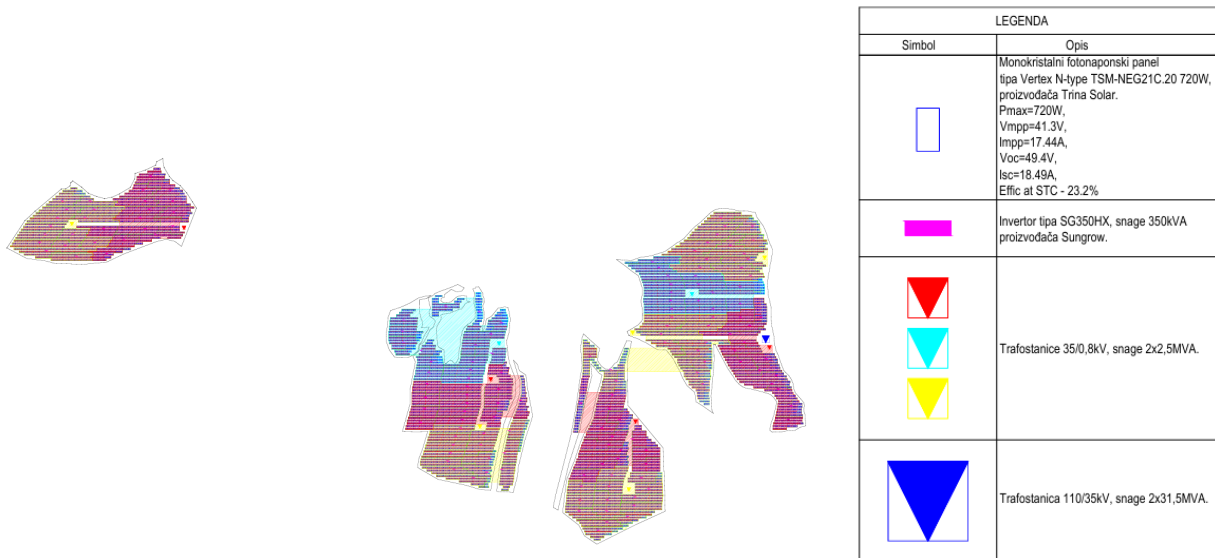 LEGENDA
Simbol
Opis
Monokristalni fotonaponski panel
tipa Vertex N-type TSM-NEG21C.20 720W,
proizvođača Trina Solar.
Pmax=720W,
Vmpp=41.3V,
Impp=17.44A,
Voc=49.4V,
Isc=18.49A,
Effic at STC - 23.2%
Invertor tipa SG350HX, snage 350kVA
proizvođača Sungrow.
Trafostanice 35/0,8kV, snage 2x2,5MVA.
Trafostanica 110/35kV, snage 2x31,5MVA.